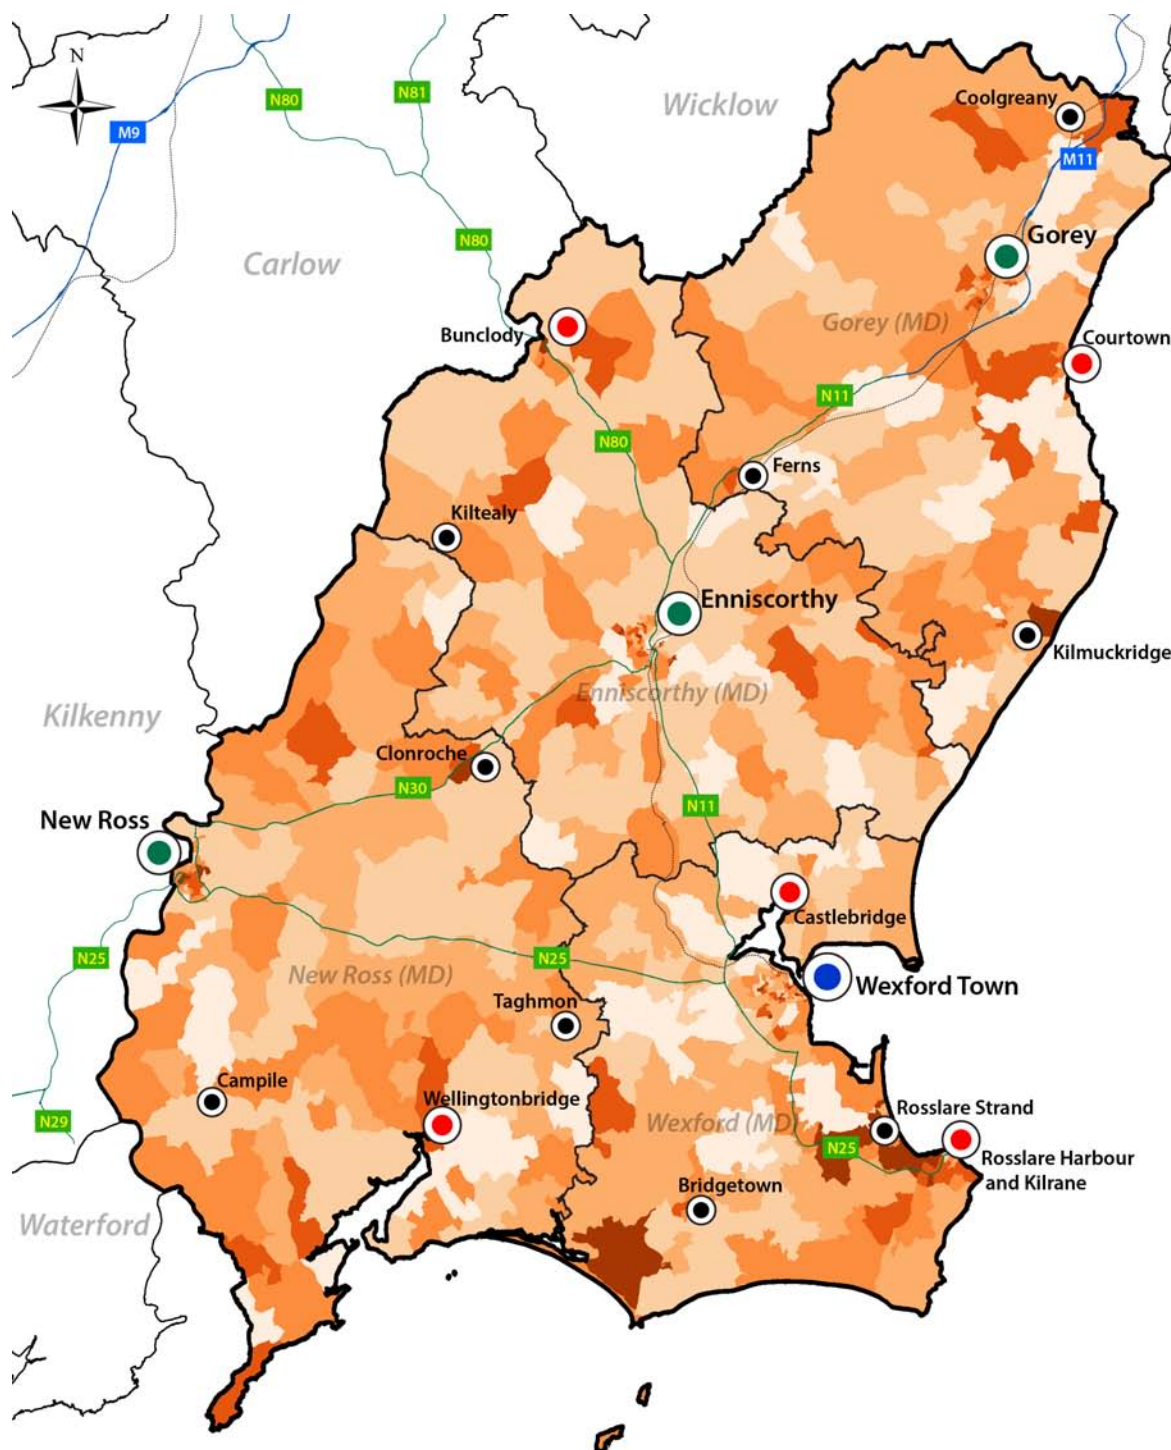 N
N80
N81
Wicklow
Coolgreany
M9
M11
Gorey
N80
Carlow
Gorey (MD)
Bunclody
Courtown
N11
N80
Ferns
Kiltealy
Enniscorthy
Kilmuckridge
Enniscorthy (MD)
Kilkenny
Clonroche
N30
N11
New Ross
Castlebridge
N25
N25
New Ross (MD)
Wexford Town
Taghmon
Campile
Wellingtonbridge
Rosslare Strand
N29
Wexford (MD)
N25
Rosslare Harbour
and Kilrane
Bridgetown
Waterford